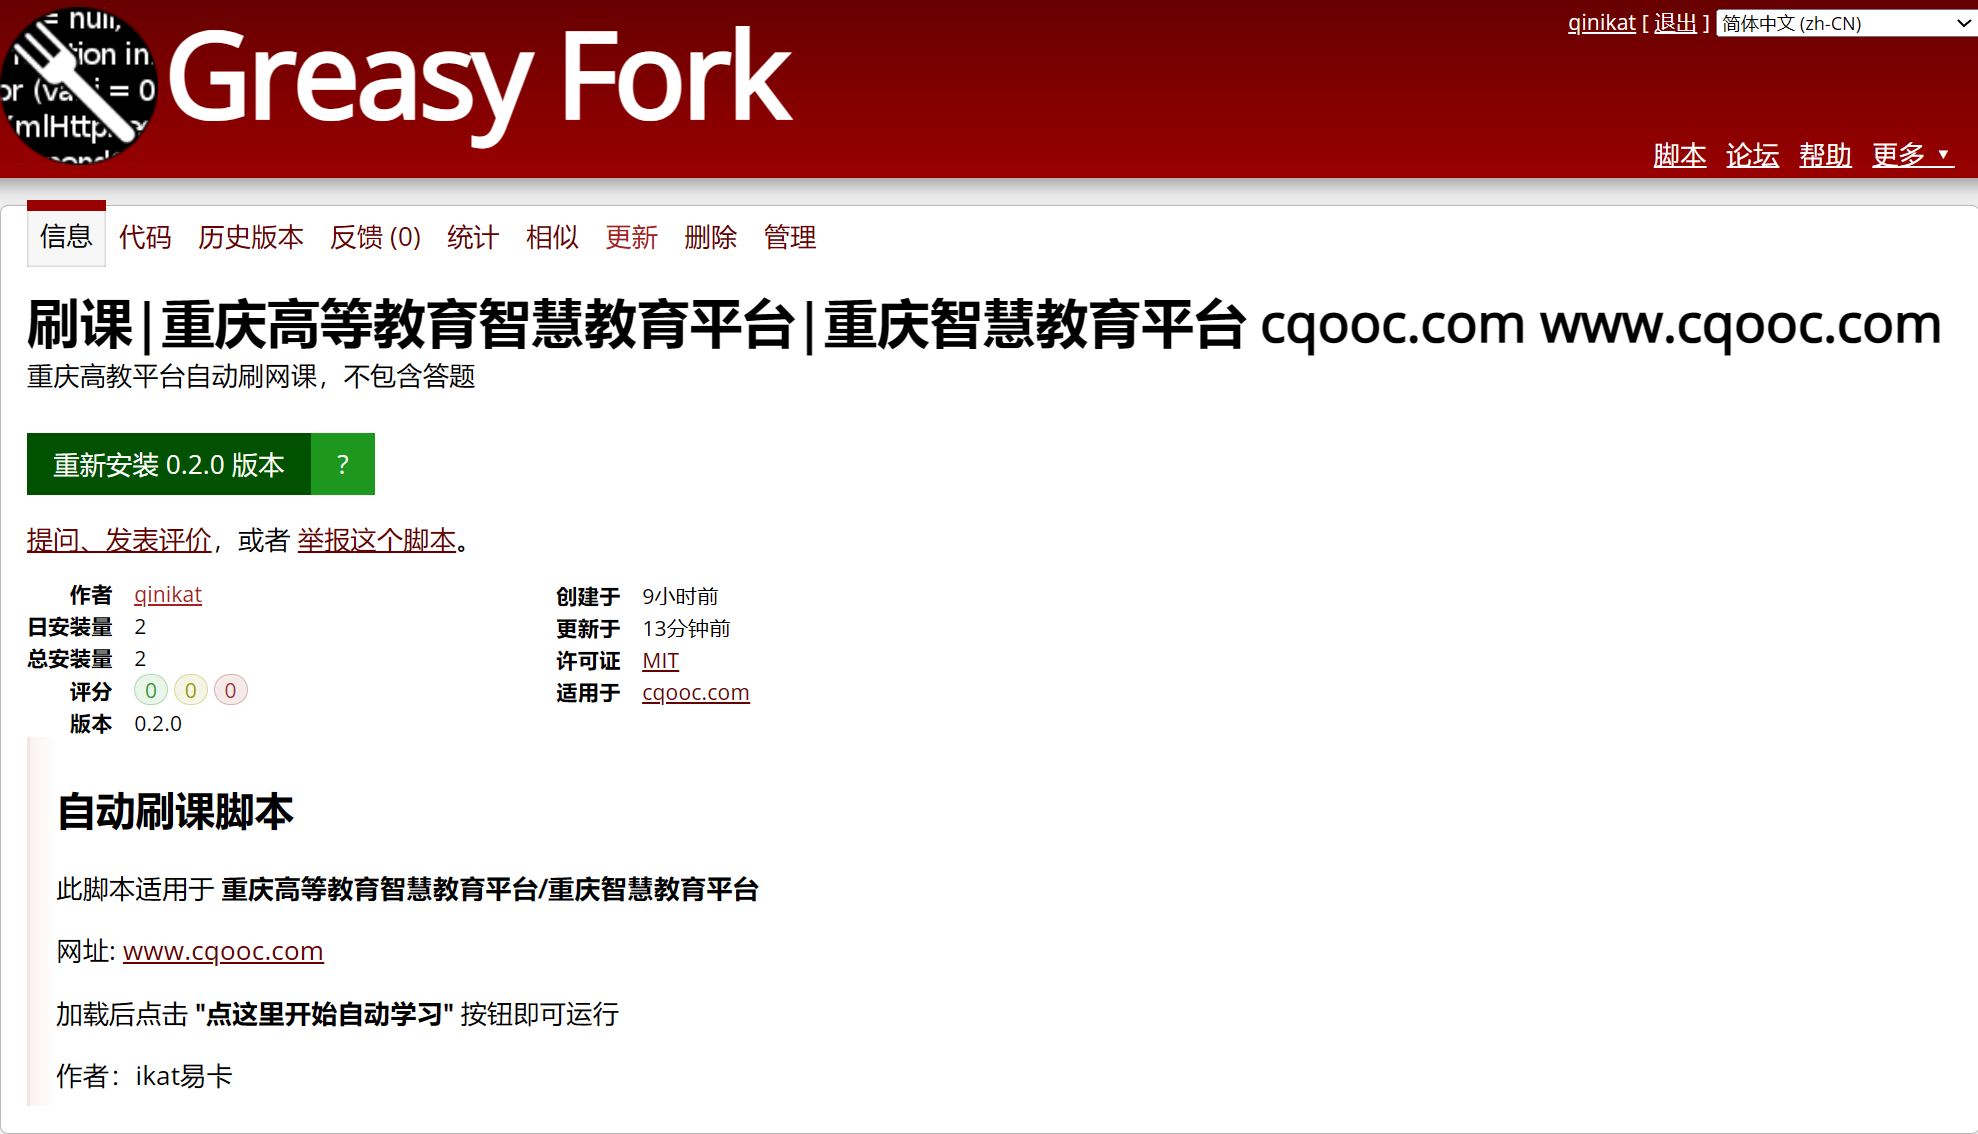 = null,
tion in
or (va i = 0
mlHttp
Greasy Fork
qinikat [ 退出 ] 简体中文 (zh-CN)
脚本 论坛 帮助 更多 ▼
信息 代码 历史版本 反馈 (0) 统计 相似 更新 删除 管理
刷课|重庆高等教育智慧教育平台|重庆智慧教育平台 cqooc.com www.cqooc.com
重庆高教平台自动刷网课，不包含答题
重新安装 0.2.0 版本 ?
提问、发表评价，或者 举报这个脚本。
作者 qinikat
日安装量 2
总安装量 2
评分 0 0 0
版本 0.2.0
创建于 9小时前
更新于 13分钟前
许可证 MIT
适用于 cqooc.com
自动刷课脚本
此脚本适用于 重庆高等教育智慧教育平台/重庆智慧教育平台
网址: www.cqooc.com
加载后点击 "点这里开始自动学习" 按钮即可运行
作者：ikat易卡